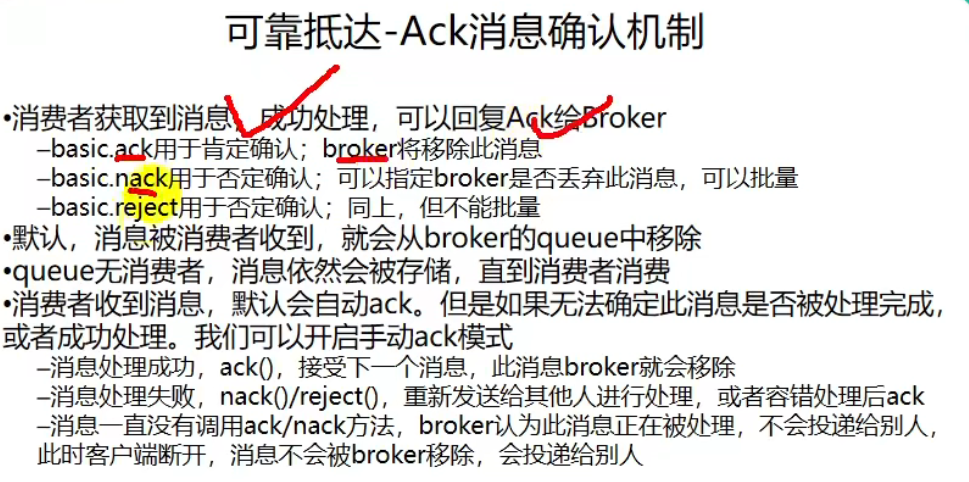 可靠抵达-Ack消息确认机制
•消费者获取到消息，成功处理，可以回复Ack给Broker
–basic.ack用于肯定确认；broker将移除此消息
–basic.nack用于否定确认；可以指定broker是否丢弃此消息，可以批量
–basic.reject用于否定确认；同上，但不能批量
•默认，消息被消费者收到，就会从broker的queue中移除
•queue无消费者，消息依然会被存储，直到消费者消费
•消费者收到消息，默认会自动ack。但是如果无法确定此消息是否被处理完成，
或者成功处理。我们可以开启手动ack模式
–消息处理成功，ack()，接受下一个消息，此消息broker就会移除
–消息处理失败，nack()/reject()，重新发送给其他人进行处理，或者容错处理后ack
–消息一直没有调用ack/nack方法，broker认为此消息正在被处理，不会投递给别人，
此时客户端断开，消息不会被broker移除，会投递给别人